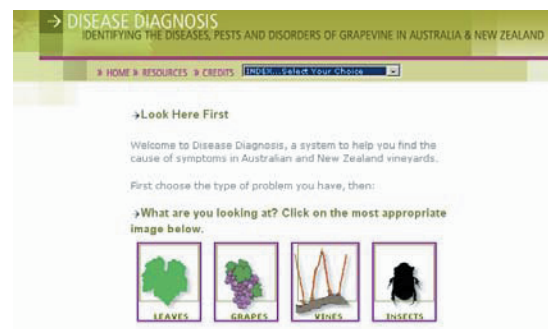 → DISEASE DIAGNOSIS
IDENTIFYING THE DISEASES, PESTS AND DISORDERS OF GRAPEVINE IN AUSTRALIA & NEW ZEALAND
» HOME » RESOURCES » CREDITS INDEX...Select Your Choice
→Look Here First
Welcome to Disease Diagnosis, a system to help you find the
cause of symptoms in Australian and New Zealand vineyards.
First choose the type of problem you have, then:
→What are you looking at? Click on the most appropriate
image below.
LEAVES GRAPES VINES INSECTS